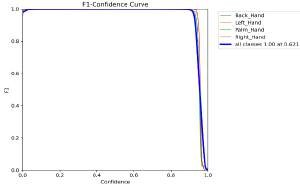 F1-Confidence Curve
1.0
0.8
0.6
0.4
0.2
0.0
F1
0.0 0.2 0.4 0.6 0.8 1.0
Confidence
Back_Hand
Left_Hand
Palm_Hand
Right_Hand
all classes 1.00 at 0.621